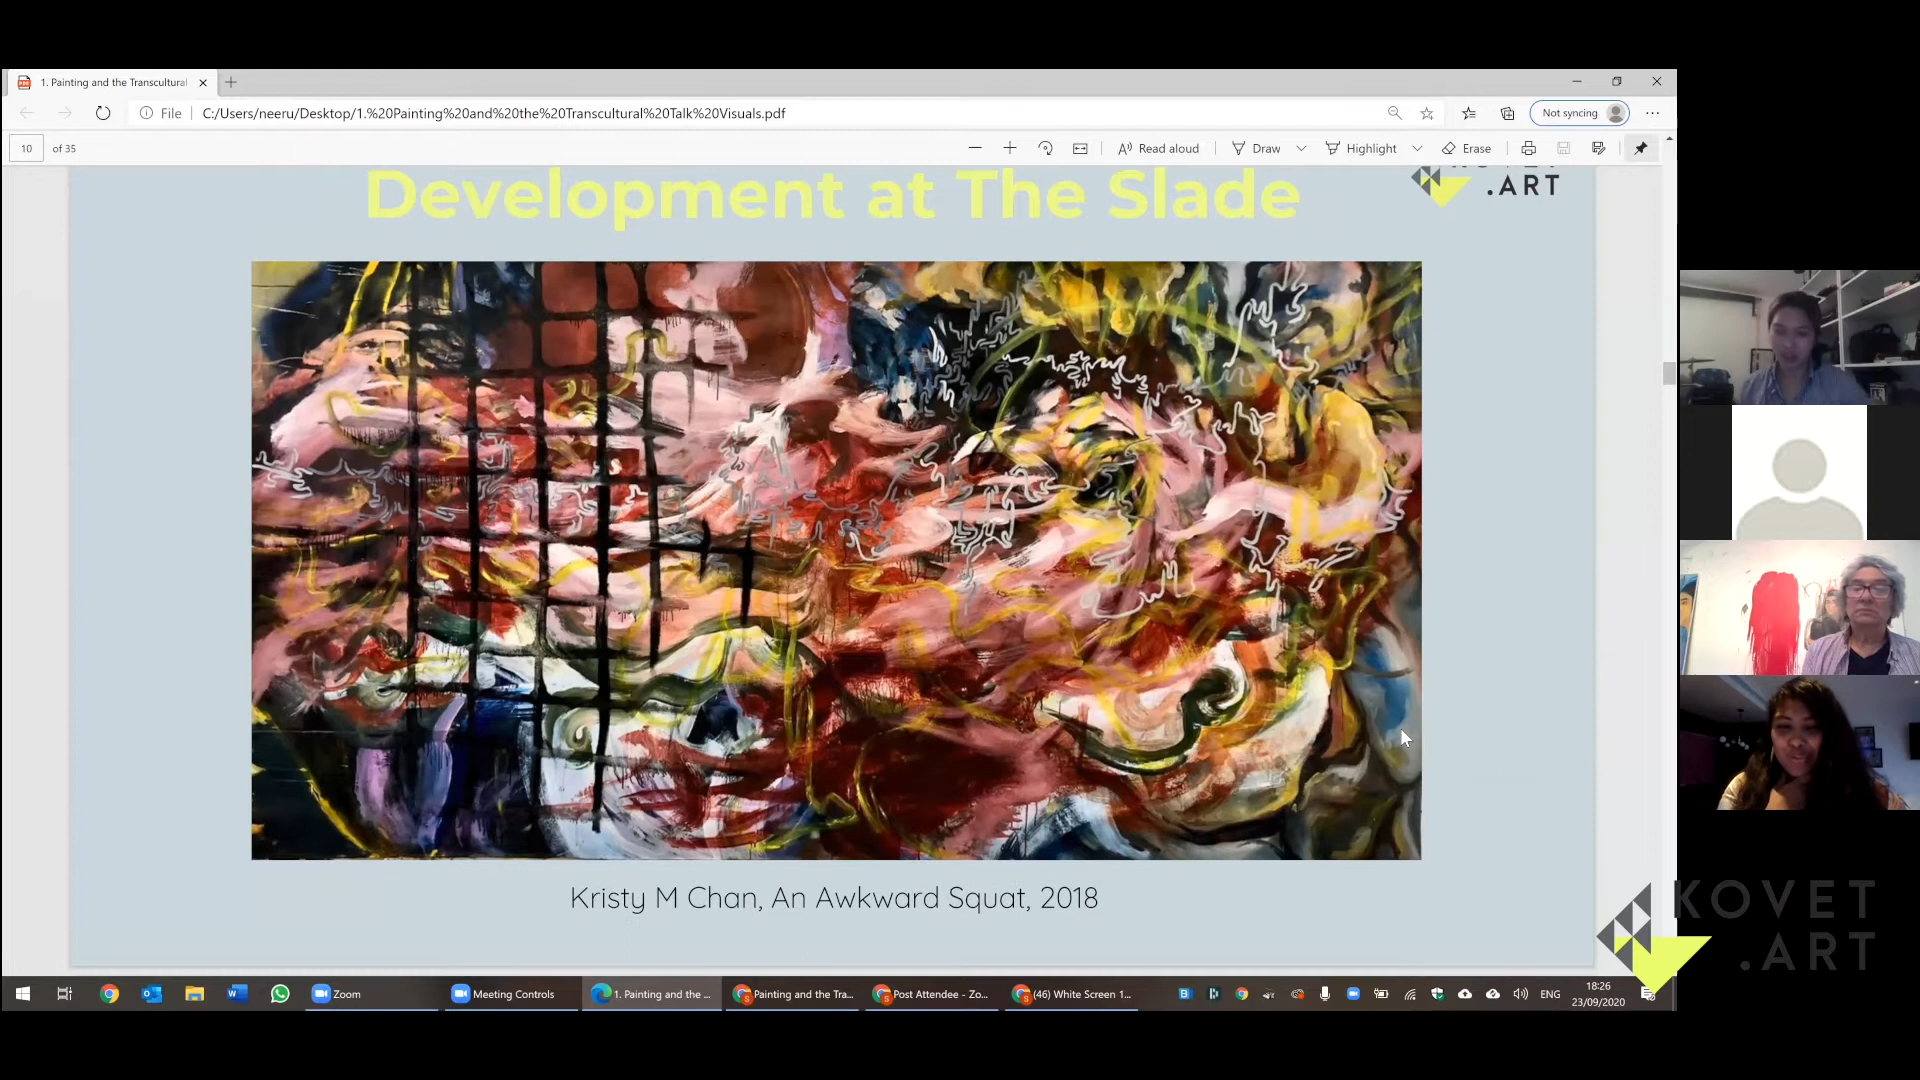 1. Painting and the Transcultural
File
C:/Users/neeru/Desktop/1.%20Painting%20and%20the%20Transcultural%20Talk%20Visuals.pdf
Not syncing
10 of 35
Read aloud
Draw
Highlight
Erase
Development at The Slade
.ART
Kristy M Chan, An Awkward Squat, 2018
KOVET
.ART
Zoom
Meeting Controls
1. Painting and the ...
Painting and the Tra...
Post Attendee - Zo...
(46) White Screen 1...
ENG
18:26
23/09/2020